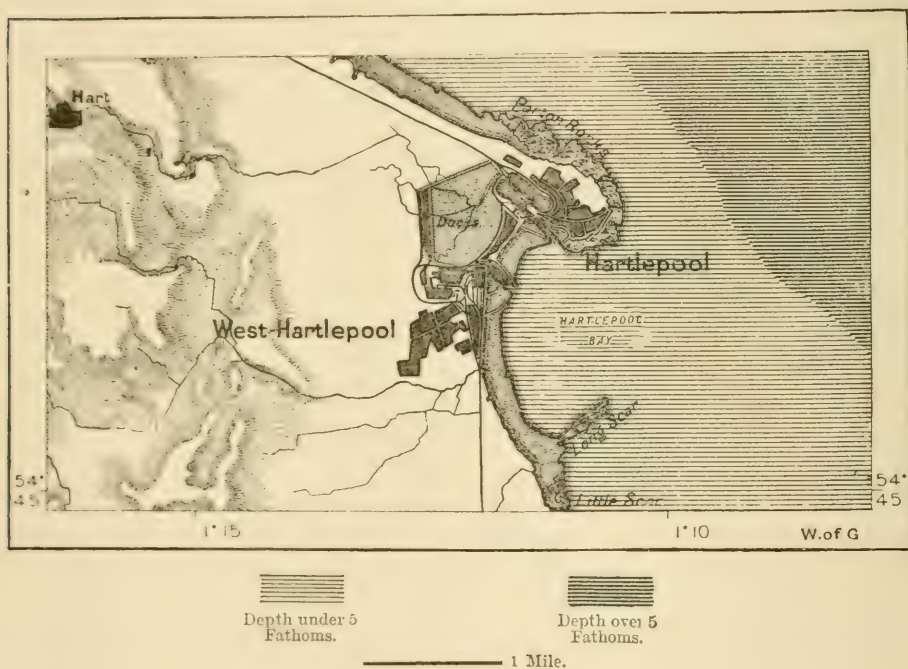 Hart
Parton Rocks
Docks
Hartlepool
West-Hartlepool
HARTLEPOOL
BAY
Long Scar
54°
45
Little Scar
54°
45
1°15
1°10
W.of G
Depth under 5
Fathoms.
Depth over 5
Fathoms.
1 Mile.